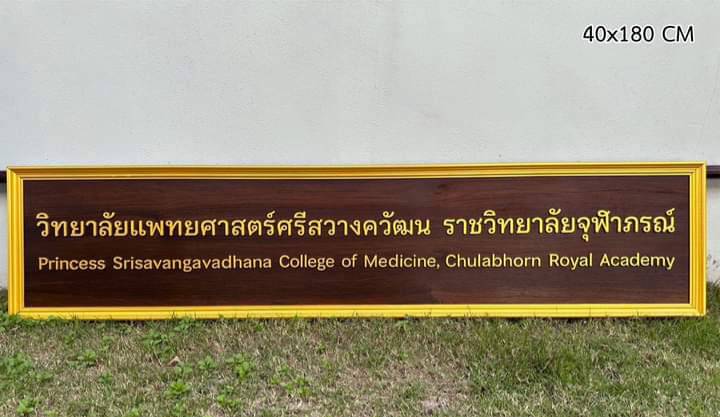 40x180 CM
วิทยาลัยแพทยศาสตร์ศรีสวางควัฒน ราชวิทยาลัยจุฬาภรณ์
Princess Srisavangavadhana College of Medicine, Chulabhorn Royal Academy